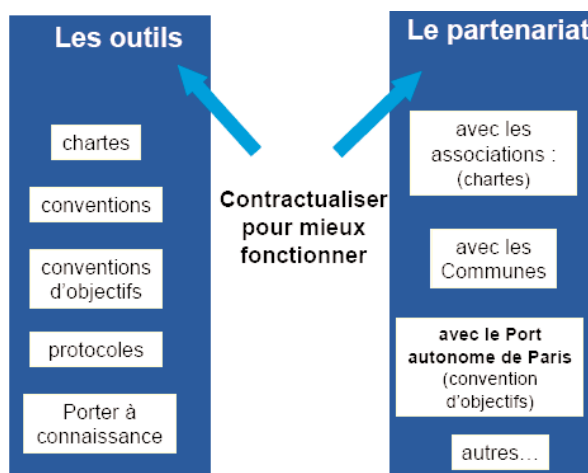 Les outils
chartes
conventions
conventions
d'objectifs
protocoles
Porter à
connaissance
Contractualiser
pour mieux
fonctionner
Le partenariat
avec les
associations :
(chartes)
avec les
Communes
avec le Port
autonome de Paris
(convention
d'objectifs)
autres...